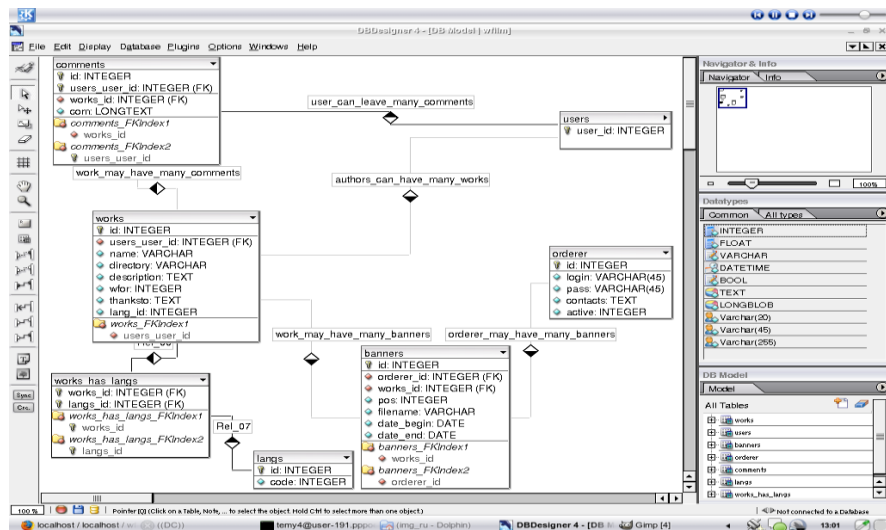 DBDesigner 4 - [DB Model | wfilm]
File Edit Display Database Plugins Options Windows Help
comments
id: INTEGER
users_user_id: INTEGER (FK)
works_id: INTEGER (FK)
com: LONGTEXT
comments_FKIndex1
works_id
comments_FKIndex2
users_user_id
user_can_leave_many_comments
users
user_id: INTEGER
work_may_have_many_comments
authors_can_have_many_works
works
id: INTEGER
users_user_id: INTEGER (FK)
name: VARCHAR
directory: VARCHAR
description: TEXT
wfor: INTEGER
thanksto: TEXT
lang_id: INTEGER
works_FKIndex1
users_user_id
orderer
id: INTEGER
login: VARCHAR(45)
pass: VARCHAR(45)
contacts: TEXT
active: INTEGER
work_may_have_many_banners
orderer_may_have_many_banners
works_has_langs
works_id: INTEGER (FK)
langs_id: INTEGER (FK)
works_has_langs_FKIndex1
works_id
works_has_langs_FKIndex2
langs_id
Rel_07
langs
id: INTEGER
code: INTEGER
banners
id: INTEGER
orderer_id: INTEGER (FK)
works_id: INTEGER (FK)
pos: INTEGER
filename: VARCHAR
date_begin: DATE
date_end: DATE
banners_FKIndex1
works_id
banners_FKIndex2
orderer_id
Navigator & Info
Navigator Info
100%
Datatypes
Common All types
INTEGER
FLOAT
VARCHAR
DATETIME
BOOL
TEXT
LONGBLOB
Varchar(20)
Varchar(45)
Varchar(255)
DB Model
Model
All Tables
works
users
banners
orderer
comments
langs
works_has_langs
Sync
100 %
Pointer [Q] (Click on a Table, Note, ... to select the object. Hold Ctrl to select more than one object.)
Not connected to a Database
localhost / localhost /
((DC))
temy4@user-191.pppo
(img_ru - Dolphin)
DBDesigner 4 - [DB
Gimp [4]
13:01